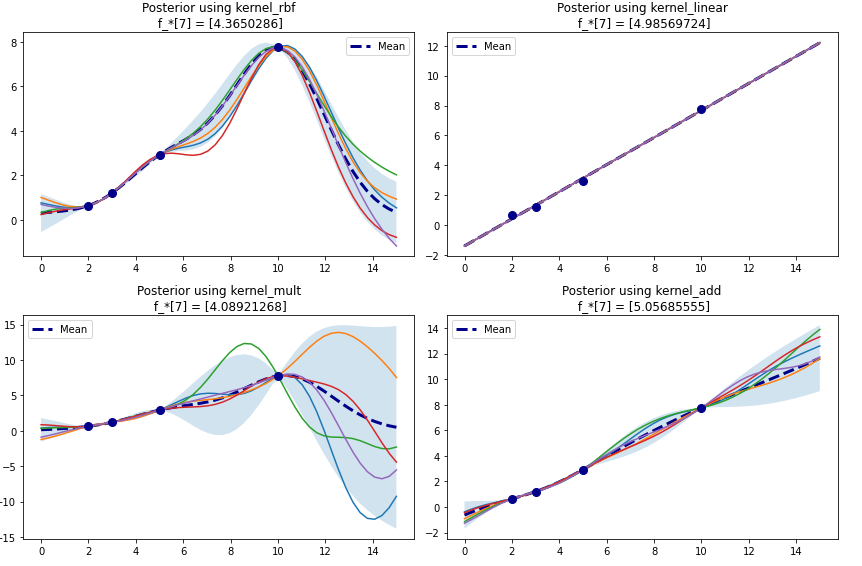 Posterior using kernel_rbf
f_*[7] = [4.3650286]
8
6
4
2
0
Mean
0 2 4 6 8 10 12 14
Posterior using kernel_linear
f_*[7] = [4.98569724]
12
10
8
6
4
2
0
−2
Mean
0 2 4 6 8 10 12 14
Posterior using kernel_mult
f_*[7] = [4.08921268]
15
10
5
0
−5
−10
−15
Mean
0 2 4 6 8 10 12 14
Posterior using kernel_add
f_*[7] = [5.05685555]
14
12
10
8
6
4
2
0
−2
Mean
0 2 4 6 8 10 12 14